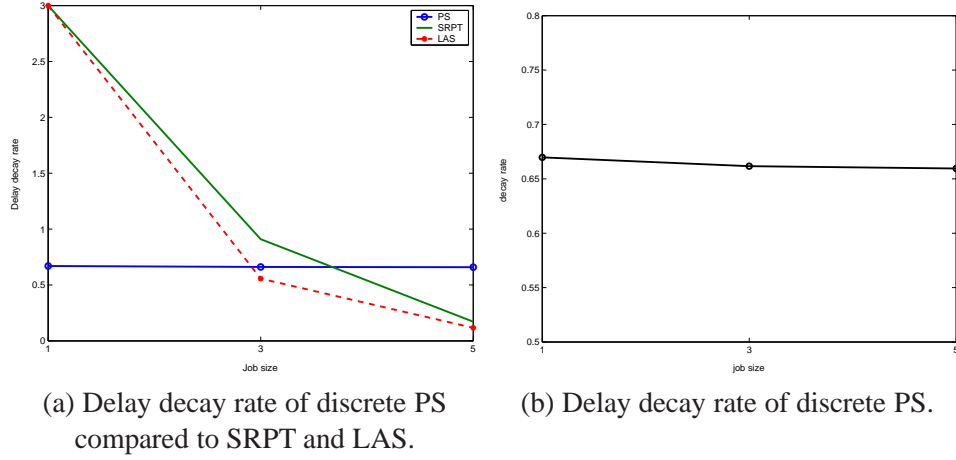 3
2.5
2
1.5
1
0.5
0
Delay decay rate
1
3
5
Job size
PS
SRPT
LAS
0.8
0.75
0.7
0.65
0.6
0.55
0.5
decay rate
1
3
5
job size
(a) Delay decay rate of discrete PS
compared to SRPT and LAS.
(b) Delay decay rate of discrete PS.